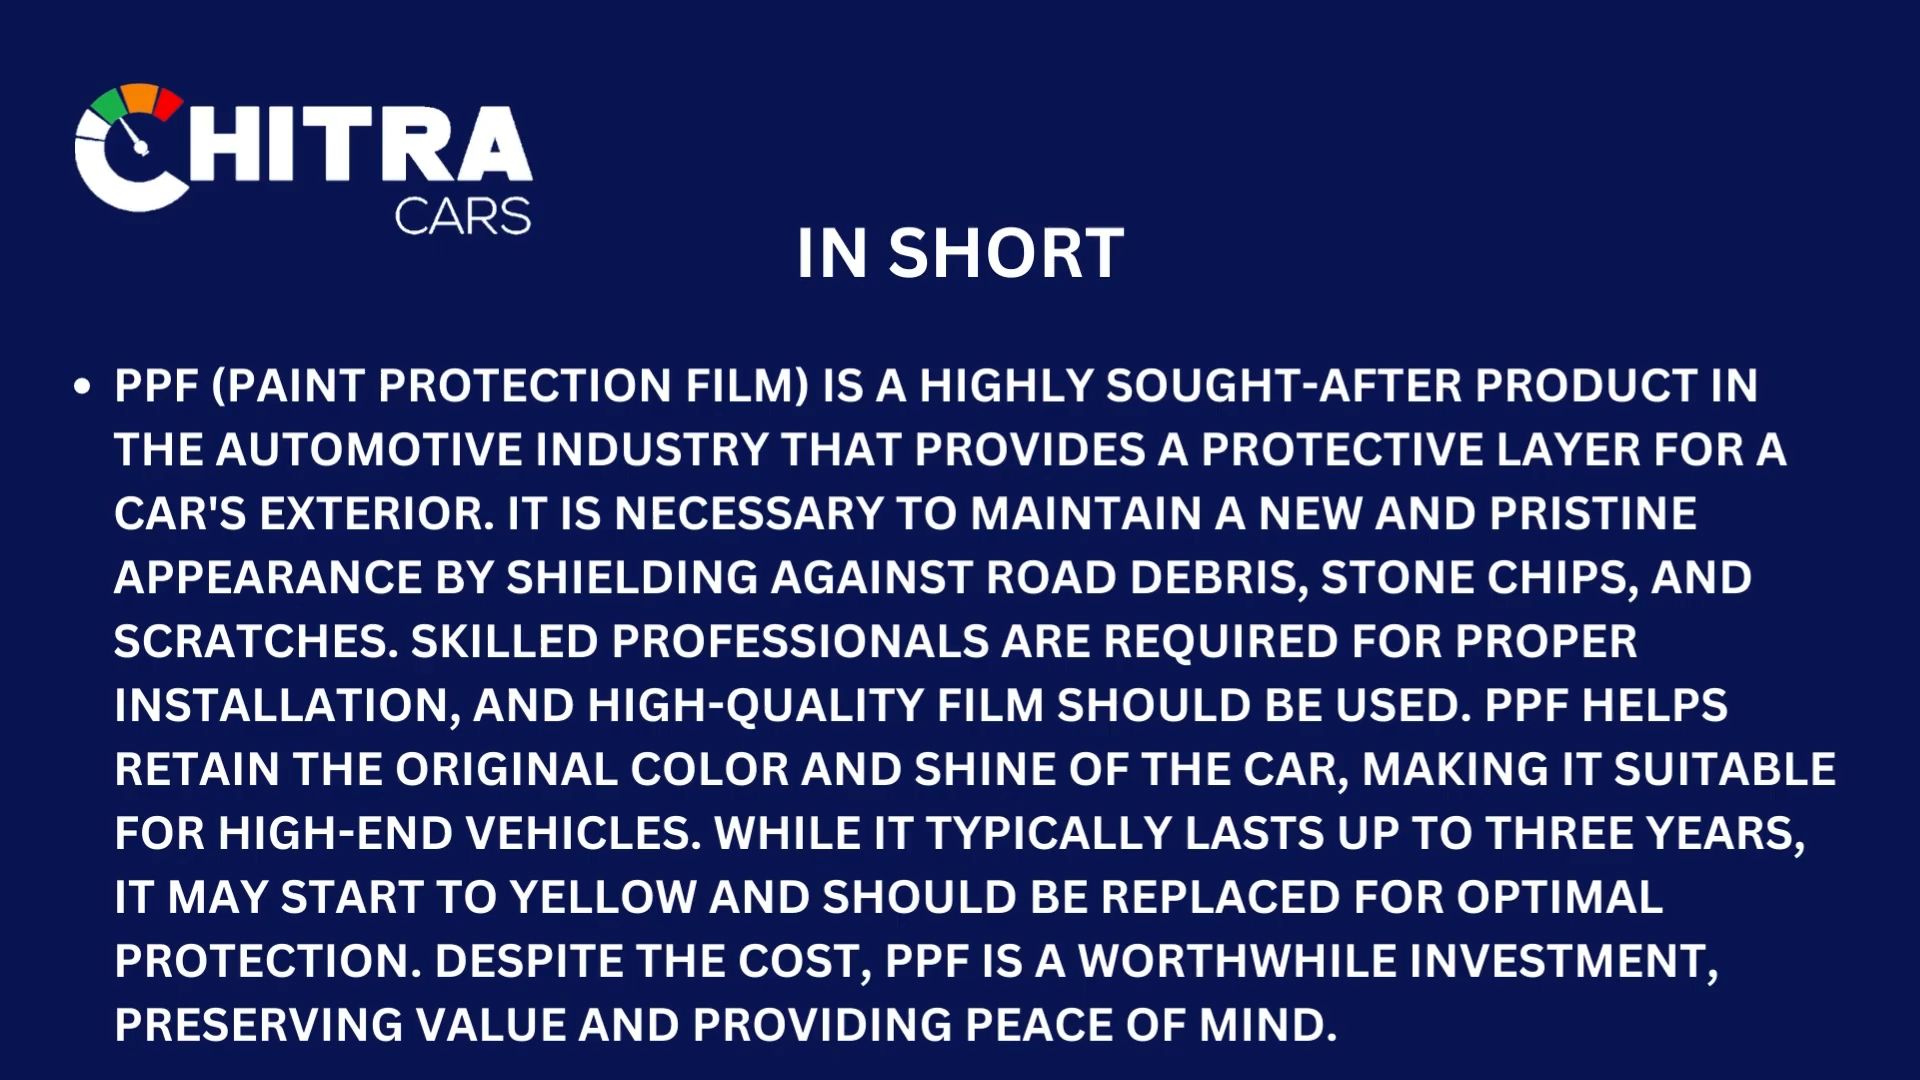 CHITRA
CARS
IN SHORT
• PPF (PAINT PROTECTION FILM) IS A HIGHLY SOUGHT-AFTER PRODUCT IN
THE AUTOMOTIVE INDUSTRY THAT PROVIDES A PROTECTIVE LAYER FOR A
CAR'S EXTERIOR. IT IS NECESSARY TO MAINTAIN A NEW AND PRISTINE
APPEARANCE BY SHIELDING AGAINST ROAD DEBRIS, STONE CHIPS, AND
SCRATCHES. SKILLED PROFESSIONALS ARE REQUIRED FOR PROPER
INSTALLATION, AND HIGH-QUALITY FILM SHOULD BE USED. PPF HELPS
RETAIN THE ORIGINAL COLOR AND SHINE OF THE CAR, MAKING IT SUITABLE
FOR HIGH-END VEHICLES. WHILE IT TYPICALLY LASTS UP TO THREE YEARS,
IT MAY START TO YELLOW AND SHOULD BE REPLACED FOR OPTIMAL
PROTECTION. DESPITE THE COST, PPF IS A WORTHWHILE INVESTMENT,
PRESERVING VALUE AND PROVIDING PEACE OF MIND.